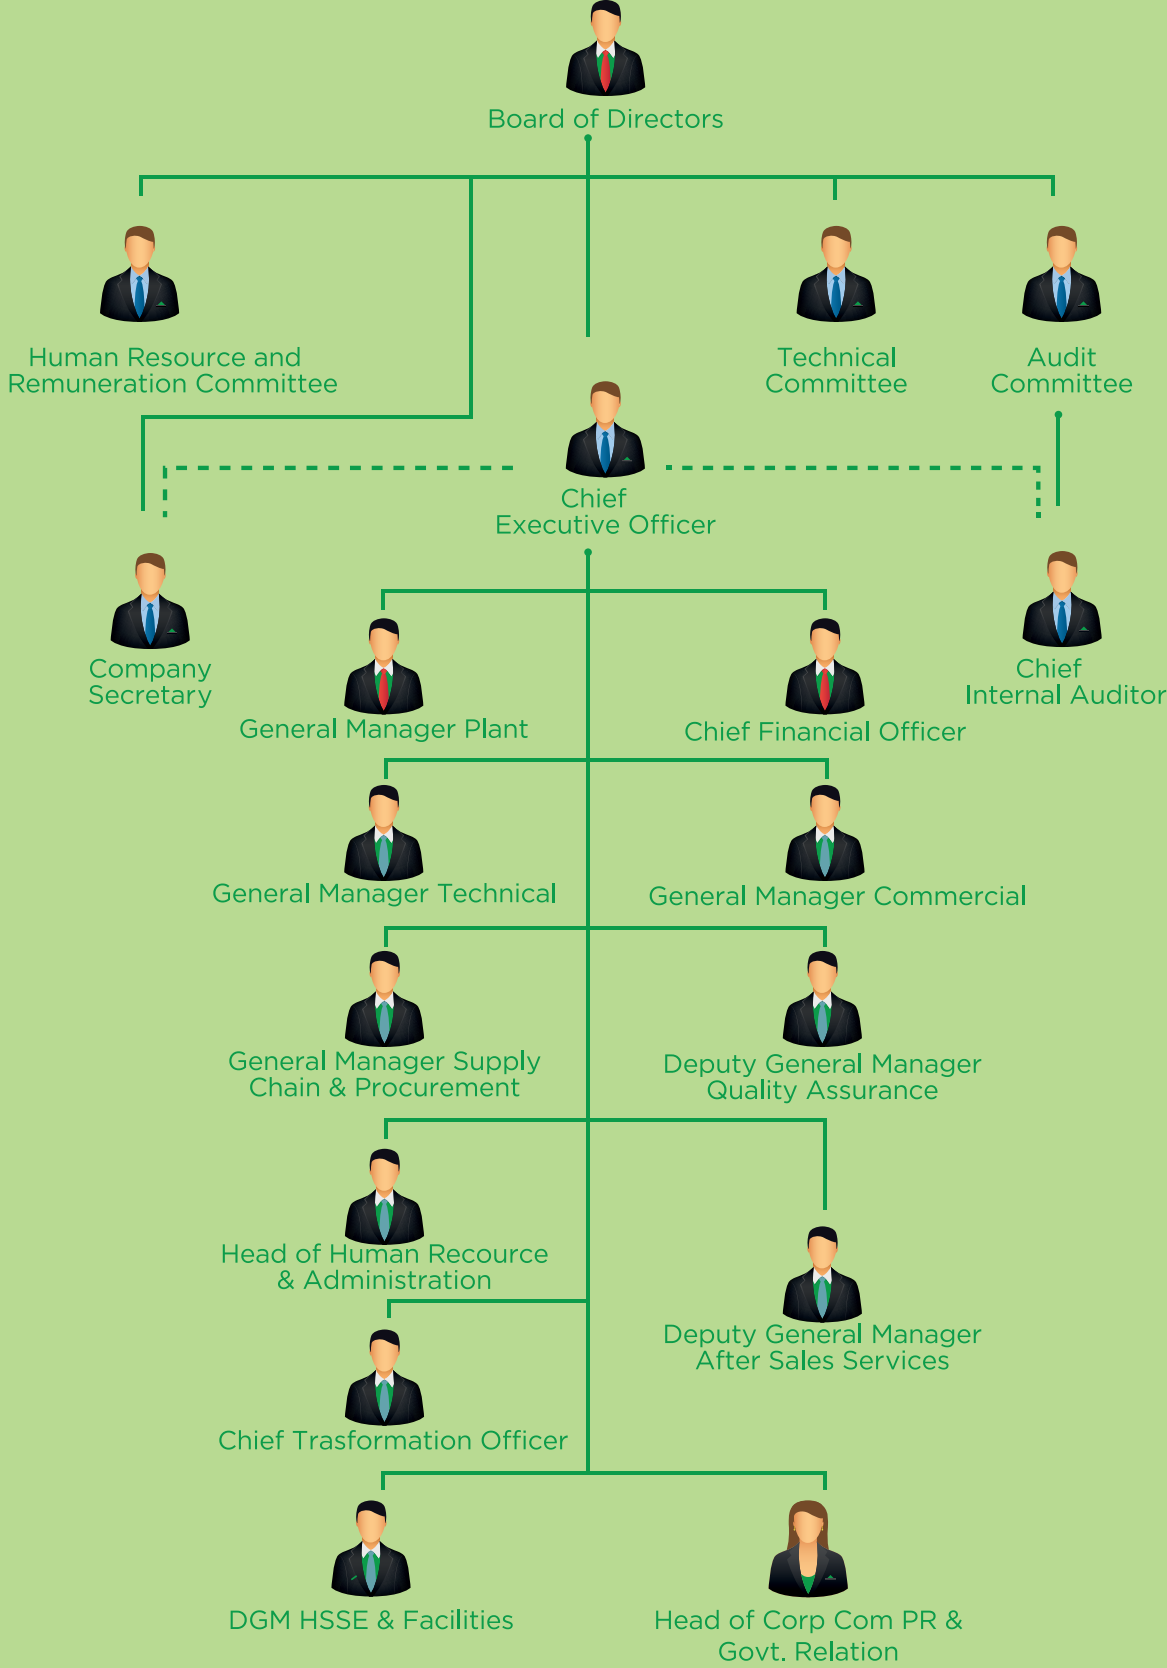 Board of Directors
Human Resource and
Remuneration Committee
Technical
Committee
Audit
Committee
Chief
Executive Officer
Company
Secretary
Chief
Internal Auditor
General Manager Plant
Chief Financial Officer
General Manager Technical
General Manager Commercial
General Manager Supply
Chain & Procurement
Deputy General Manager
Quality Assurance
Head of Human Recource
& Administration
Deputy General Manager
After Sales Services
Chief Trasformation Officer
DGM HSSE & Facilities
Head of Corp Com PR &
Govt. Relation